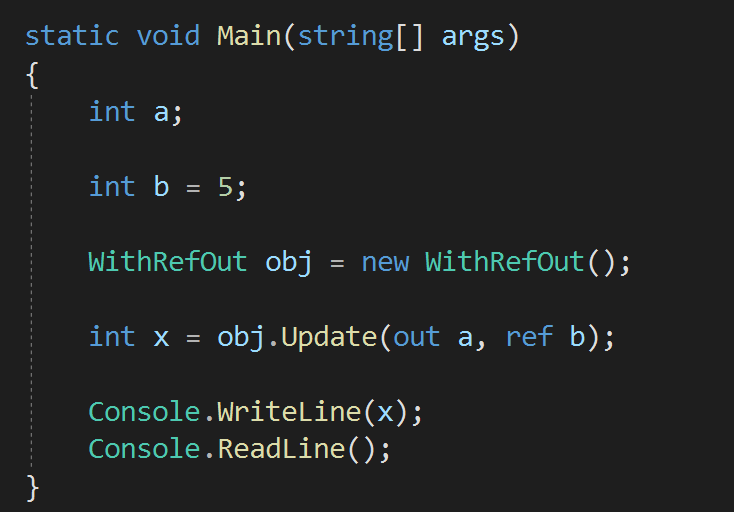 static void Main(string[] args)
{
int a;
int b = 5;
WithRefOut obj = new WithRefOut();
int x = obj.Update(out a, ref b);
Console.WriteLine(x);
Console.ReadLine();
}